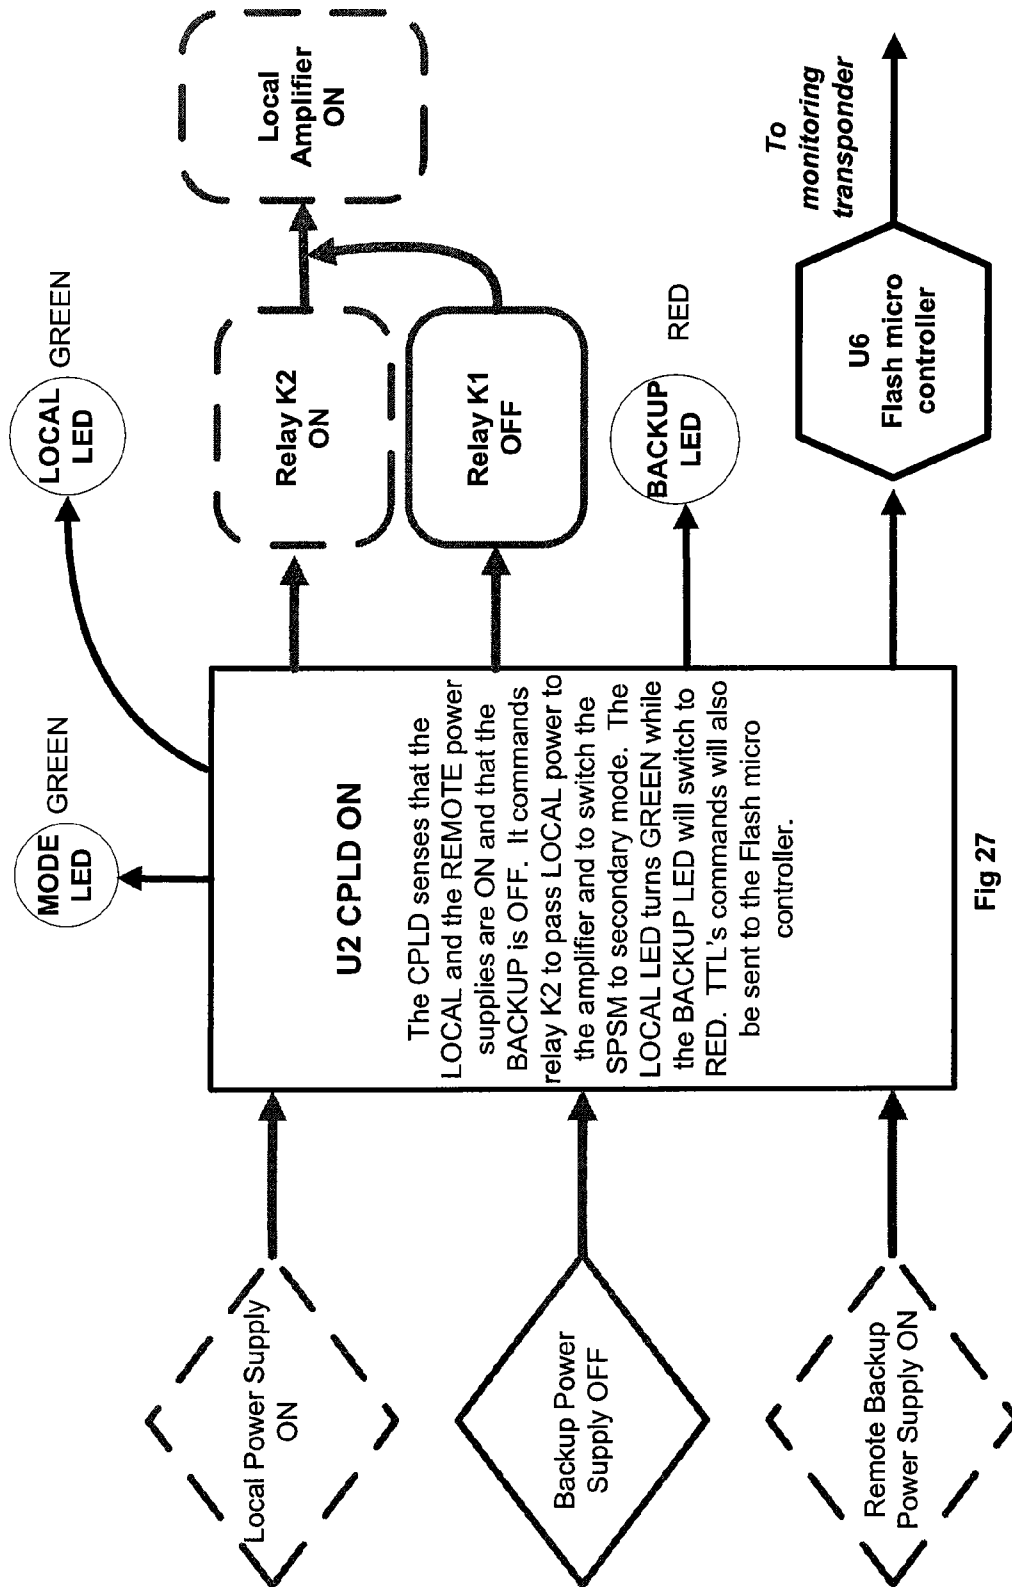 MODE
LED
GREEN
LOCAL
LED
GREEN
Local Power Supply
ON
Backup Power
Supply OFF
Remote Backup
Power Supply ON
U2 CPLD ON
The CPLD senses that the
LOCAL and the REMOTE power
supplies are ON and that the
BACKUP is OFF. It commands
relay K2 to pass LOCAL power to
the amplifier and to switch the
SPSM to secondary mode. The
LOCAL LED turns GREEN while
the BACKUP LED will switch to
RED. TTL's commands will also
be sent to the Flash micro
controller.
Relay K2
ON
Relay K1
OFF
Local
Amplifier
ON
BACKUP
LED
RED
U6
Flash micro
controller
To
monitoring
transponder
Fig 27